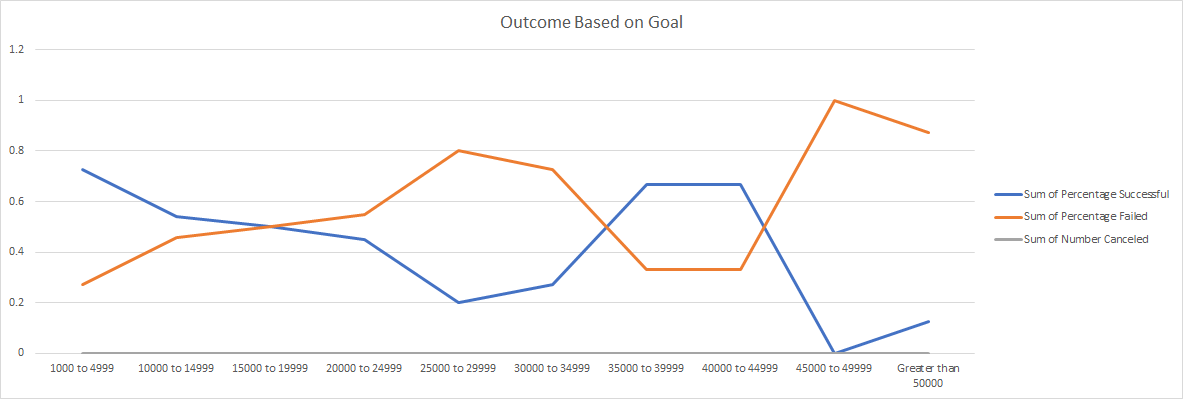 Outcome Based on Goal
1.2
1
0.8
0.6
0.4
0.2
0
1000 to 4999
10000 to 14999
15000 to 19999
20000 to 24999
25000 to 29999
30000 to 34999
35000 to 39999
40000 to 44999
45000 to 49999
Greater than
50000
Sum of Percentage Successful
Sum of Percentage Failed
Sum of Number Canceled